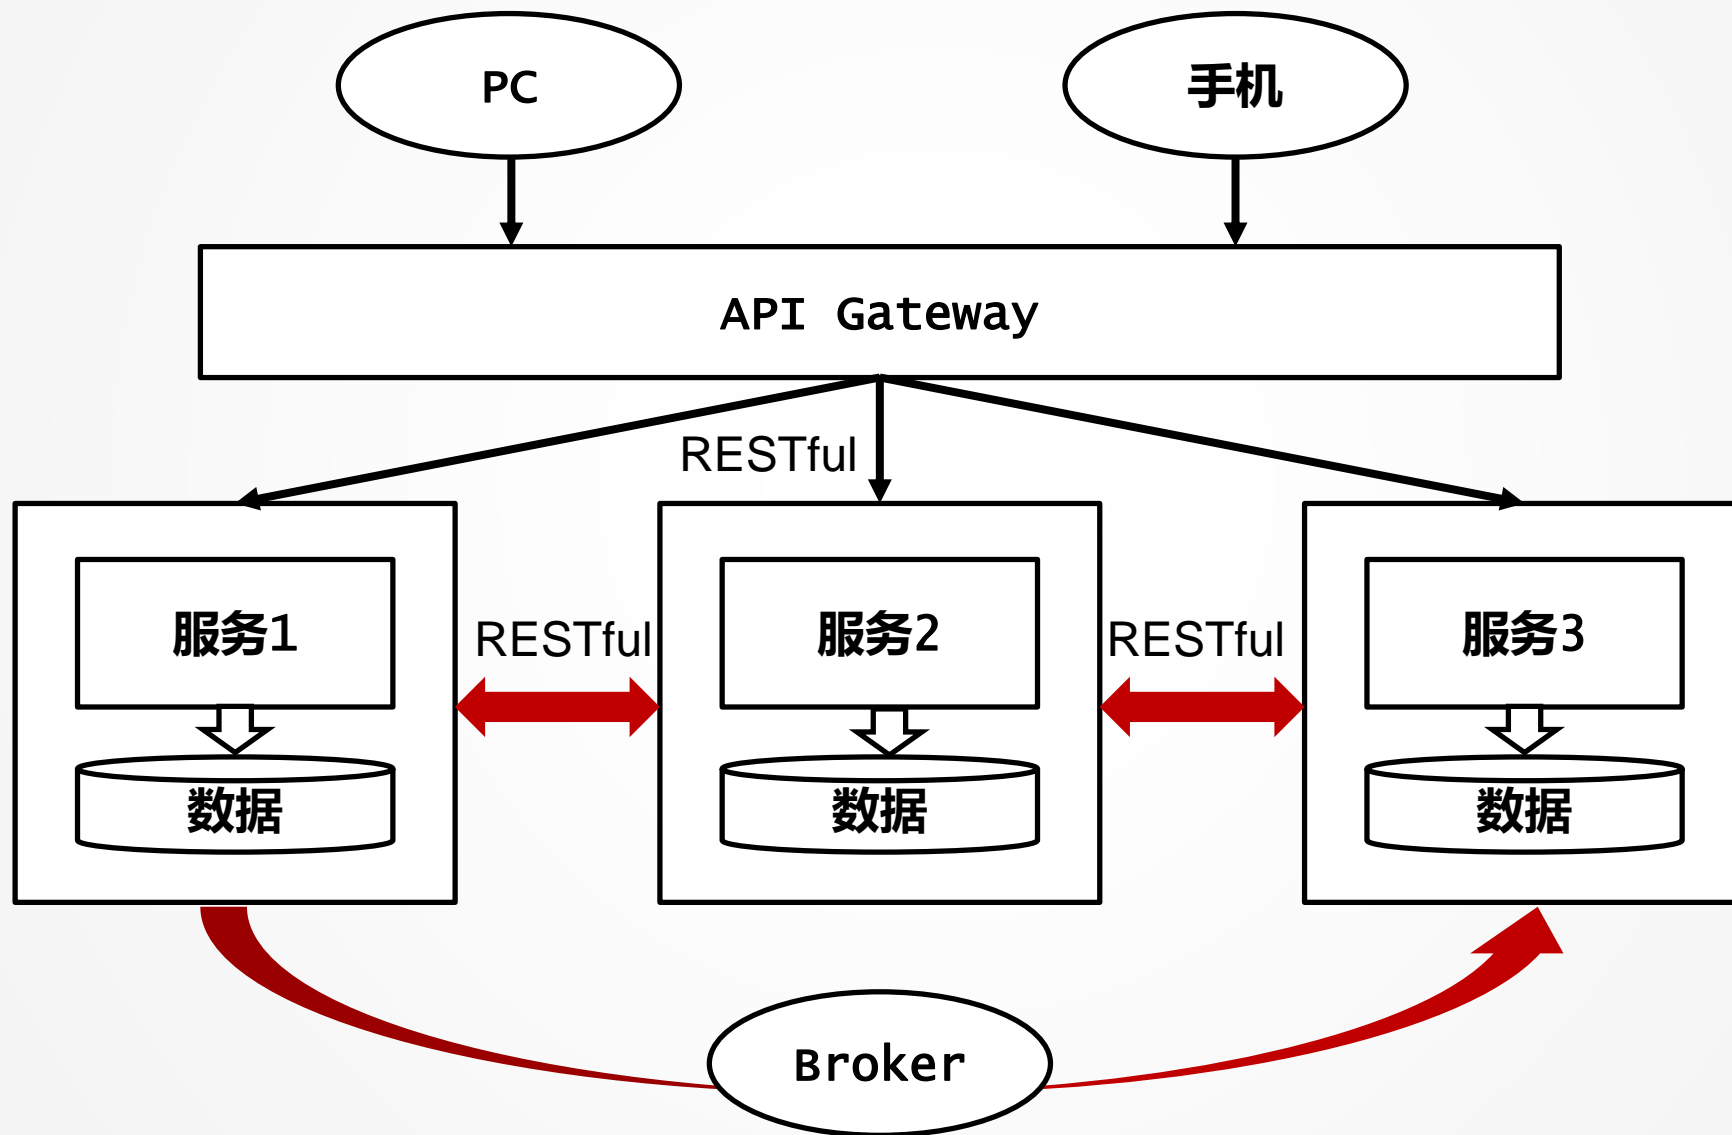 PC
手机
API Gateway
RESTful
服务1
RESTful
服务2
RESTful
服务3
数据
数据
数据
Broker